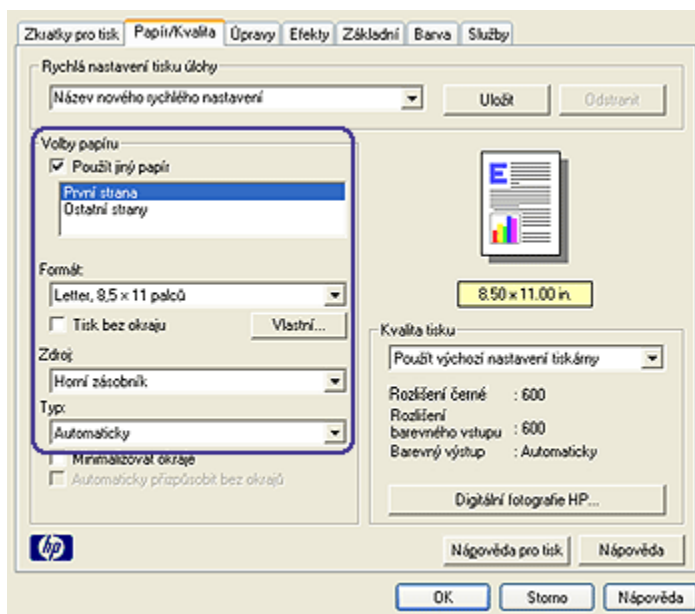 Zkratky pro tisk Papír/Kvalita Úpravy Efekty Základní Barva Služby
Rychlá nastavení tisku úlohy
Název nového rychlého nastavení Uložit Odstranit
Volby papíru
Použít jiný papír
První strana
Ostatní strany
Formát:
Letter, 8,5 × 11 palců
Tisk bez okraju Vlastní...
Zdroj:
Horní zásobník
Typ:
Automaticky
Minimalizovat okraje
Automaticky přizpůsobit bez okrajů
E
8.50 × 11.00 in.
Kvalita tisku
Použít výchozí nastavení tiskárny
Rozlišení černé : 600
Rozlišení
barevného vstupu : 600
Barevný výstup : Automaticky
Digitální fotografie HP...
hp
Nápověda pro tisk Nápověda
OK Storno Nápověda